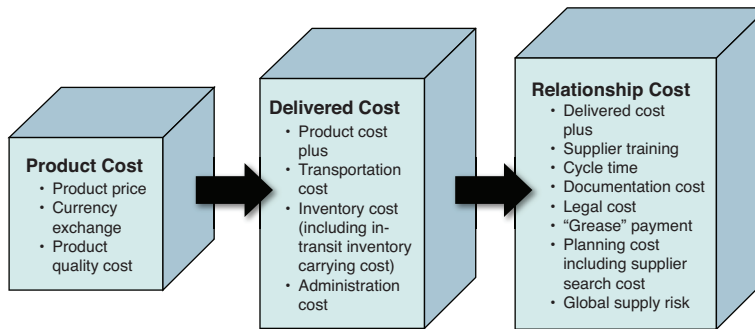 Product Cost
• Product price
• Currency
exchange
• Product
quality cost
Delivered Cost
• Product cost
plus
• Transportation
cost
• Inventory cost
(including in-
transit inventory
carrying cost)
• Administration
cost
Relationship Cost
• Delivered cost
plus
• Supplier training
• Cycle time
• Documentation cost
• Legal cost
• “Grease” payment
• Planning cost
including supplier
search cost
• Global supply risk